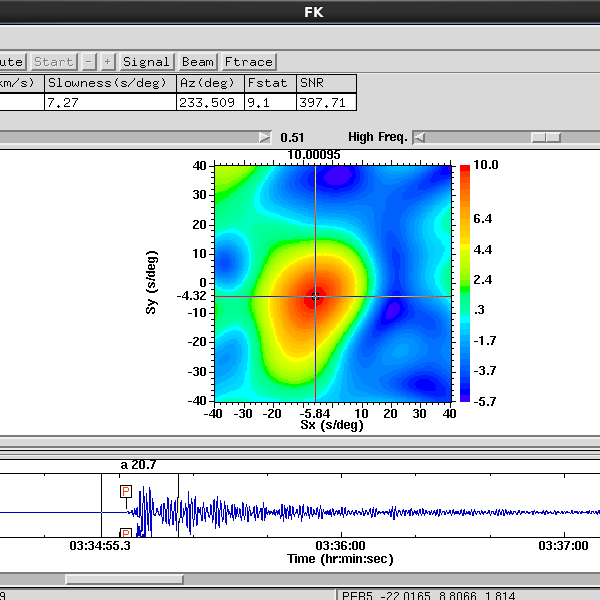 FK
ute Start - + Signal Beam Ftrace
km/s) Slowness(s/deg) Az(deg) Fstat SNR
7.27 233.509 9.1 397.71
0.51 High Freq.
10.00095
40 10.0
30
20 6.4
10 4.4
0 2.4
Sy (s/deg)
-4.32
-10 .3
-20 -1.7
-30 -3.7
-40 -5.7
-40 -30 -20 -5.84 10 20 30 40
Sx (s/deg)
a 20.7
P
P
03:34:55.3 03:36:00 03:37:00
Time (hr:min:sec)
9 PER5 -22.0165 8.8066 1.814